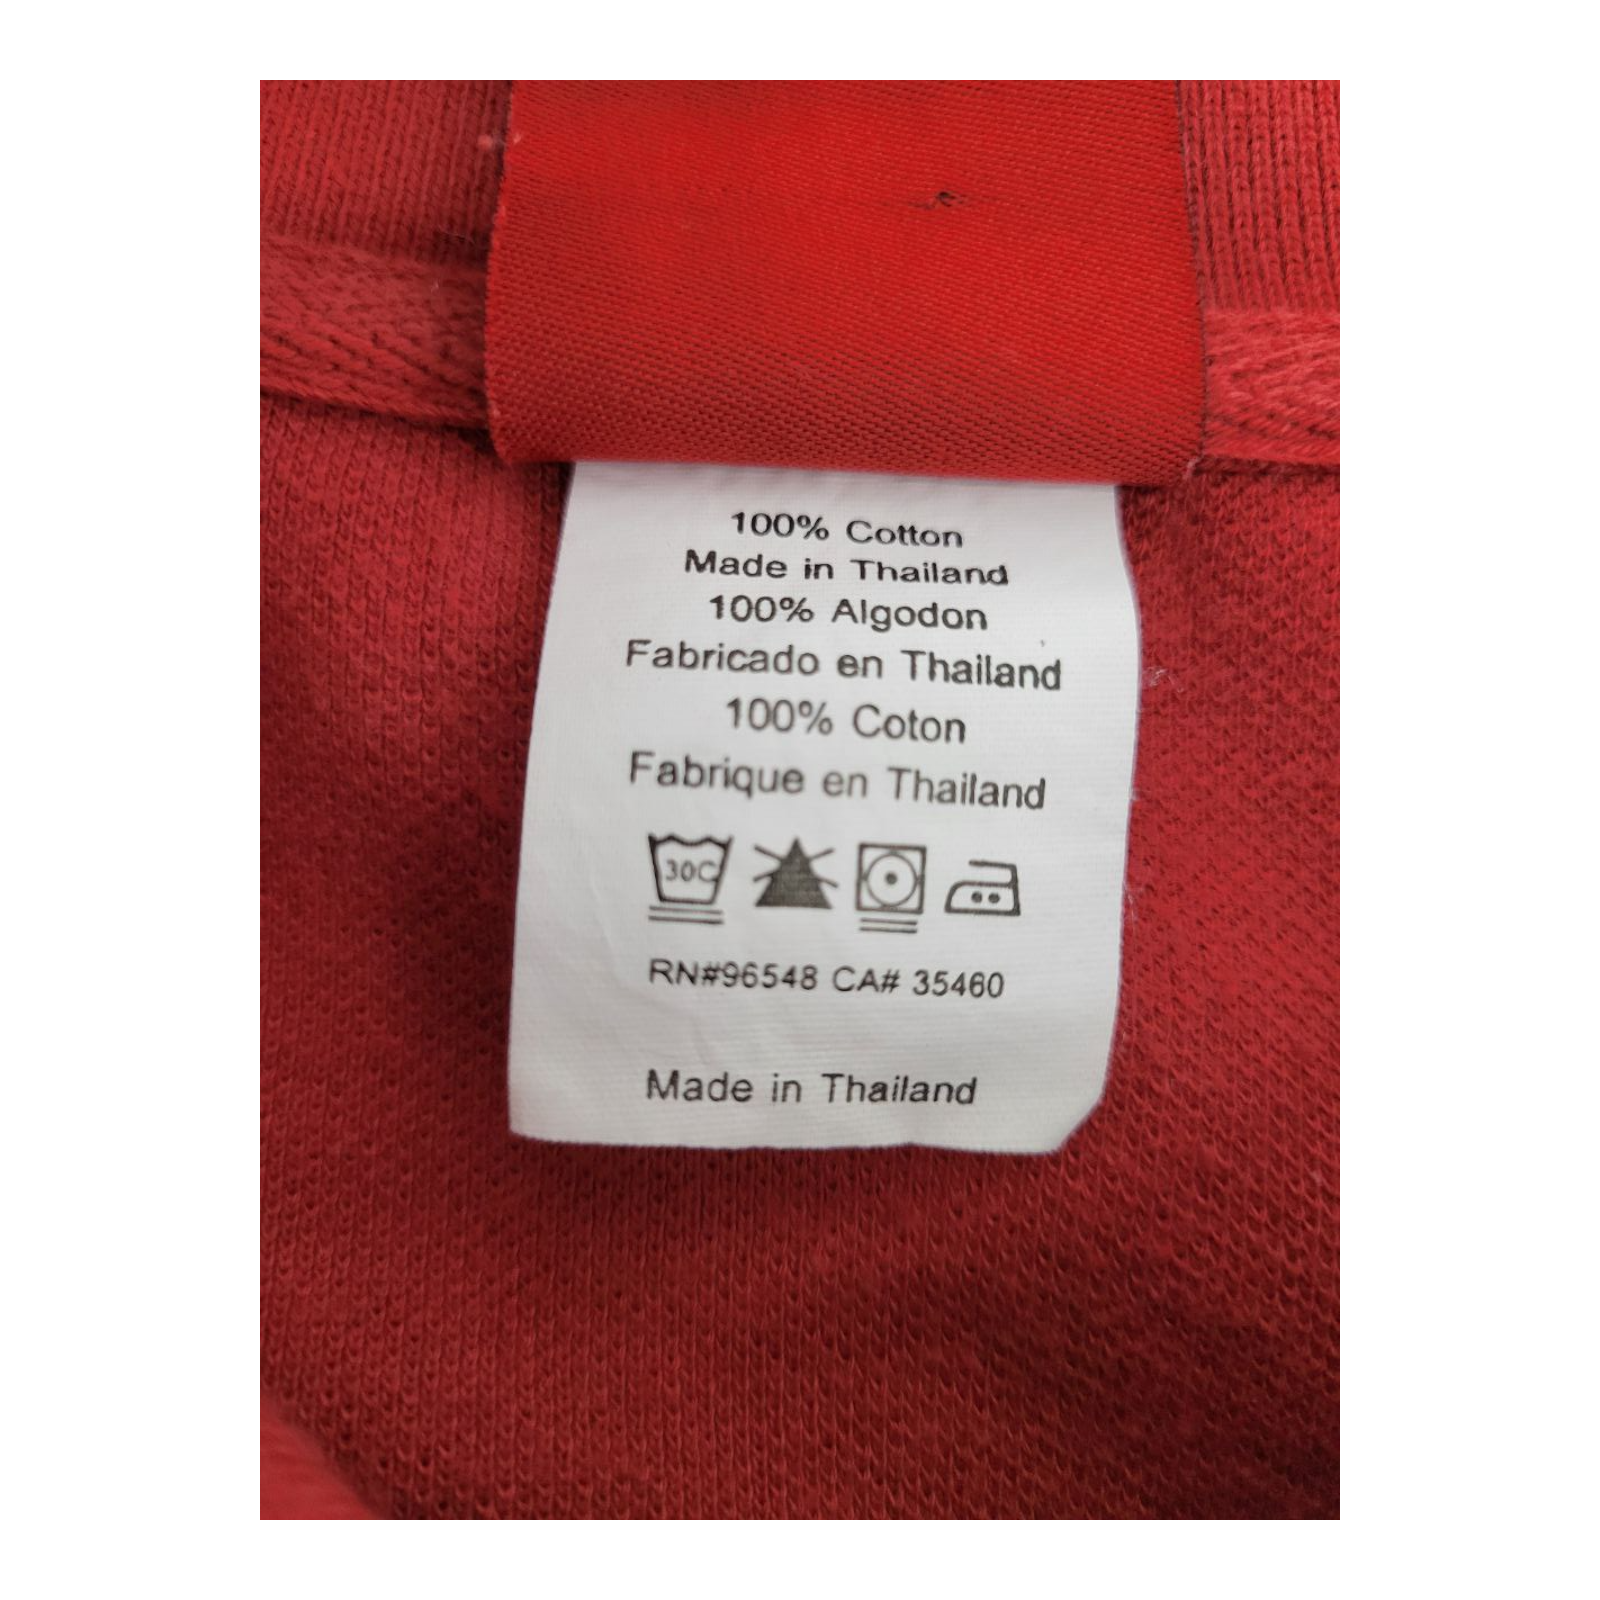 100% Cotton
Made in Thailand
100% Algodon
Fabricado en Thailand
100% Coton
Fabrique en Thailand
30C
RN#96548 CA# 35460
Made in Thailand